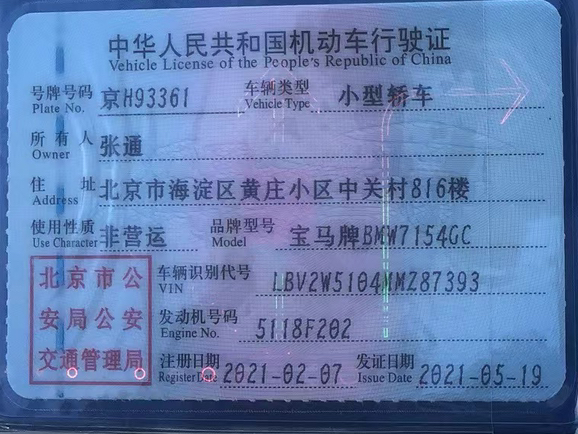 中华人民共和国机动车行驶证
Vehicle License of the People's Republic of China
号牌号码 京H93361 车辆类型 小型轿车
Plate No. Vehicle Type
所有人 张通
Owner
住址 北京市海淀区黄庄小区中关村816楼
Address
使用性质 非营运 品牌型号 宝马牌BMW7154GC
Use Character Model
北京市公 车辆识别代号 LBV2W5104MMZ87393
VIN
安局公安 发动机号码 5118F202
Engine No.
交通管理局 注册日期 2021-02-07 发证日期 2021-05-19
Register Date Issue Date